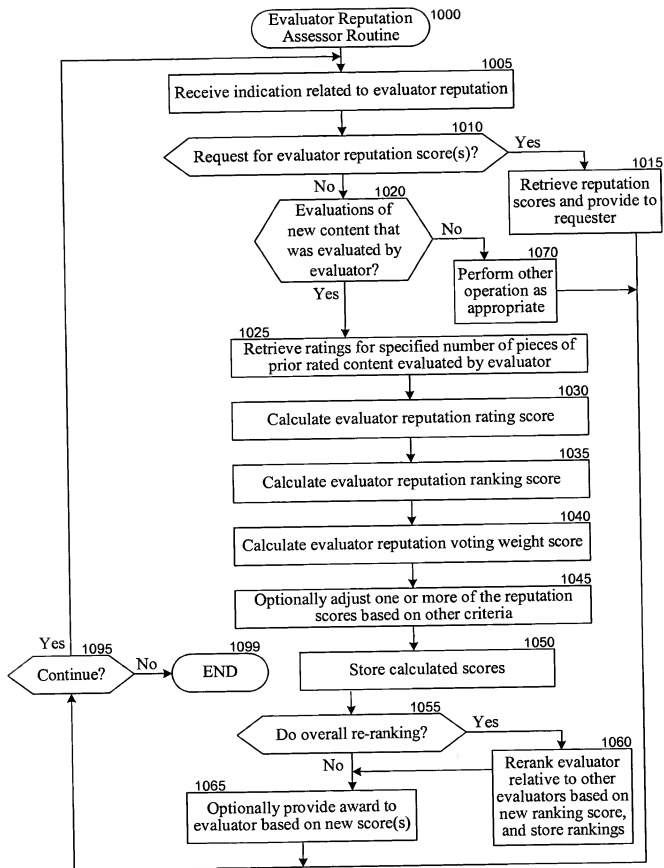 Evaluator Reputation
Assessor Routine
1000
1005
Receive indication related to evaluator reputation
1010
Request for evaluator reputation score(s)?
Yes
1015
Retrieve reputation
scores and provide to
requester
No
1020
Evaluations of
new content that
was evaluated by
evaluator?
No
1070
Perform other
operation as
appropriate
Yes
1025
Retrieve ratings for specified number of pieces of
prior rated content evaluated by evaluator
1030
Calculate evaluator reputation rating score
1035
Calculate evaluator reputation ranking score
1040
Calculate evaluator reputation voting weight score
1045
Optionally adjust one or more of the reputation
scores based on other criteria
1050
Store calculated scores
Yes
1095
Continue?
No
1099
END
1055
Do overall re-ranking?
Yes
1060
Rerank evaluator
relative to other
evaluators based on
new ranking score,
and store rankings
No
1065
Optionally provide award to
evaluator based on new score(s)